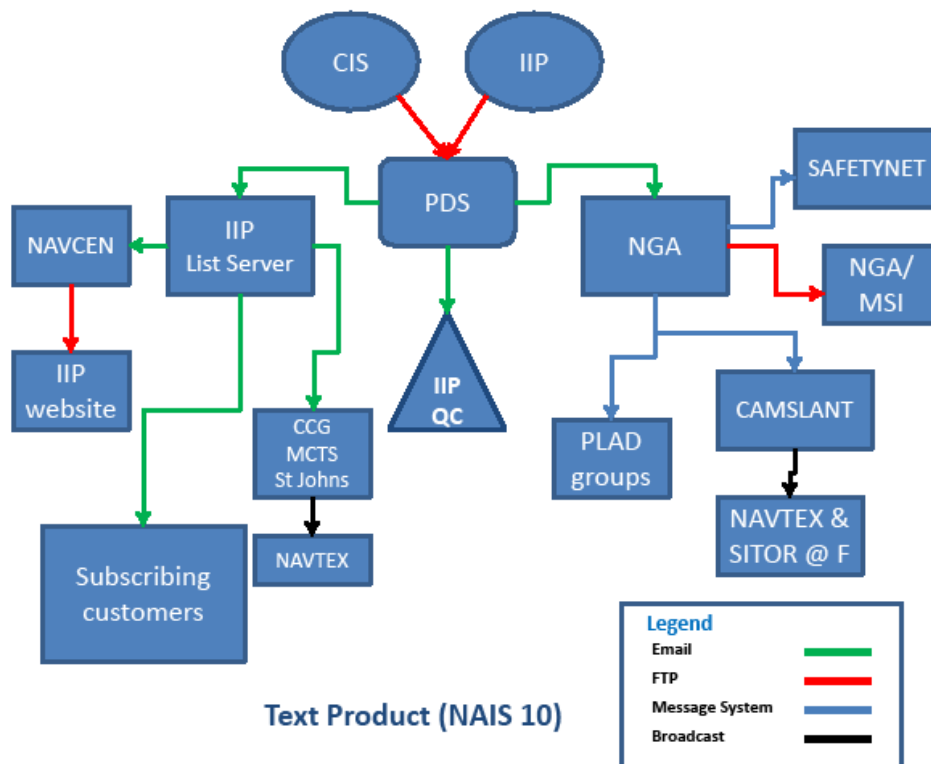 CIS
IIP
PDS
SAFETYNET
NAVCEN
IIP
List Server
NGA
NGA/
MSI
IIP
website
IIP
QC
CCG
MCTS
St Johns
PLAD
groups
CAMSLANT
NAVTEX
NAVTEX &
SITOR @ F
Subscribing
customers
Legend
Email
FTP
Message System
Broadcast
Text Product (NAIS 10)